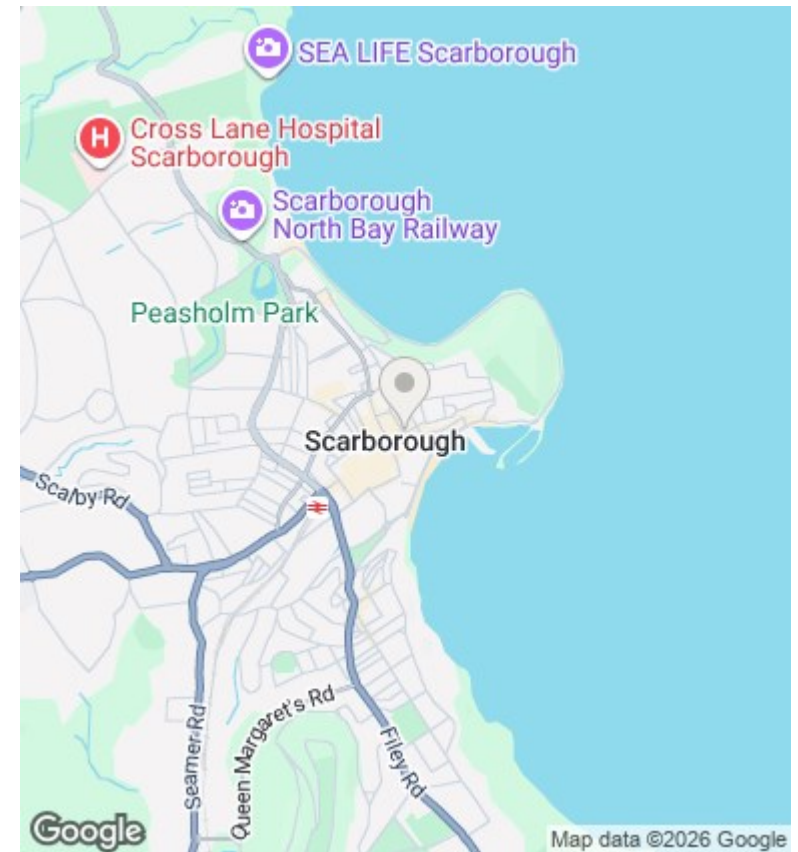 SEA LIFE Scarborough
H
Cross Lane Hospital
Scarborough
Scarborough
North Bay Railway
Peasholm Park
Scarborough
Scalby Rd
Seamer Rd
Queen Margaret's Rd
Filey Rd
Google
Map data ©2026 Google